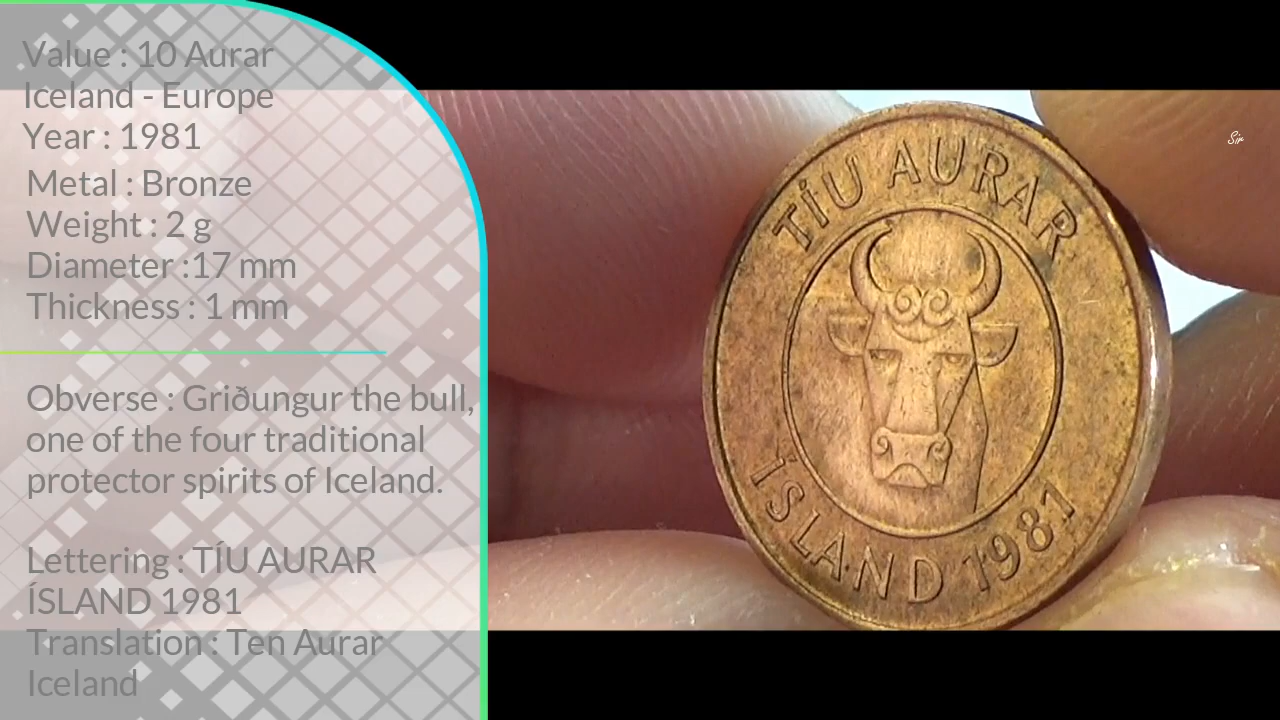 Value : 10 Aurar
Iceland - Europe
Year : 1981
Metal : Bronze
Weight : 2 g
Diameter :17 mm
Thickness : 1 mm
Obverse : Griðungur the bull,
one of the four traditional
protector spirits of Iceland.
Lettering : TÍU AURAR
ÍSLAND 1981
Translation : Ten Aurar
Iceland
TÍU AURAR
ÍSLAND 1981
Sir